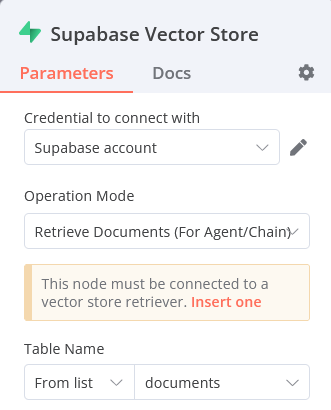 Supabase Vector Store
Parameters Docs
Credential to connect with
Supabase account
Operation Mode
Retrieve Documents (For Agent/Chain)
This node must be connected to a
vector store retriever. Insert one
Table Name
From list documents